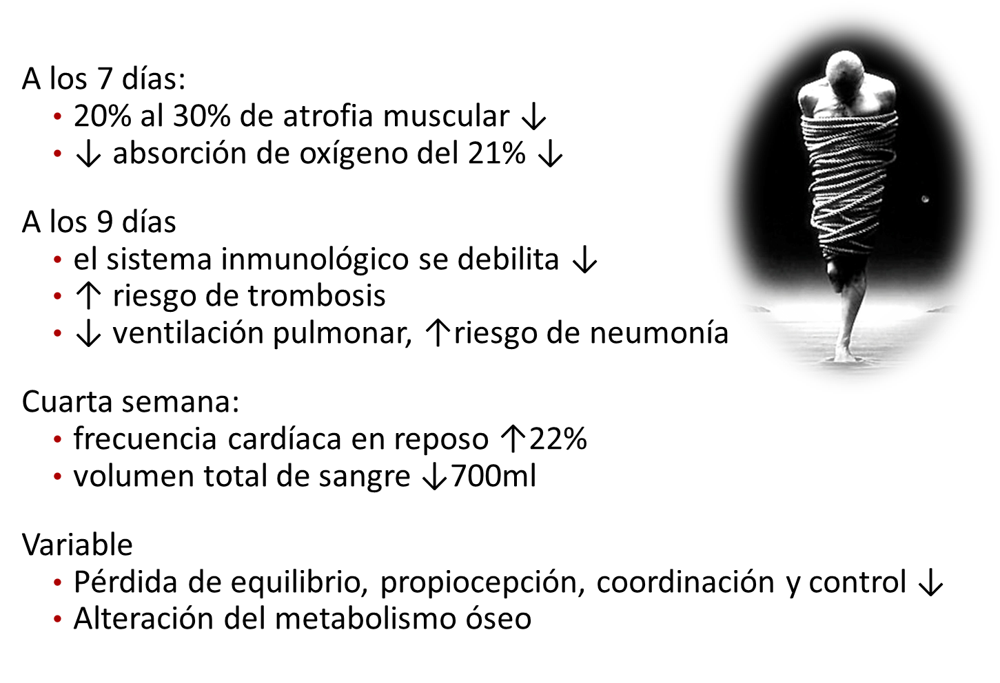 A los 7 días:
• 20% al 30% de atrofia muscular ↓
• ↓ absorción de oxígeno del 21% ↓
A los 9 días
• el sistema inmunológico se debilita ↓
• ↑ riesgo de trombosis
• ↓ ventilación pulmonar, ↑riesgo de neumonía
Cuarta semana:
• frecuencia cardíaca en reposo ↑22%
• volumen total de sangre ↓700ml
Variable
• Pérdida de equilibrio, propiocepción, coordinación y control ↓
• Alteración del metabolismo óseo